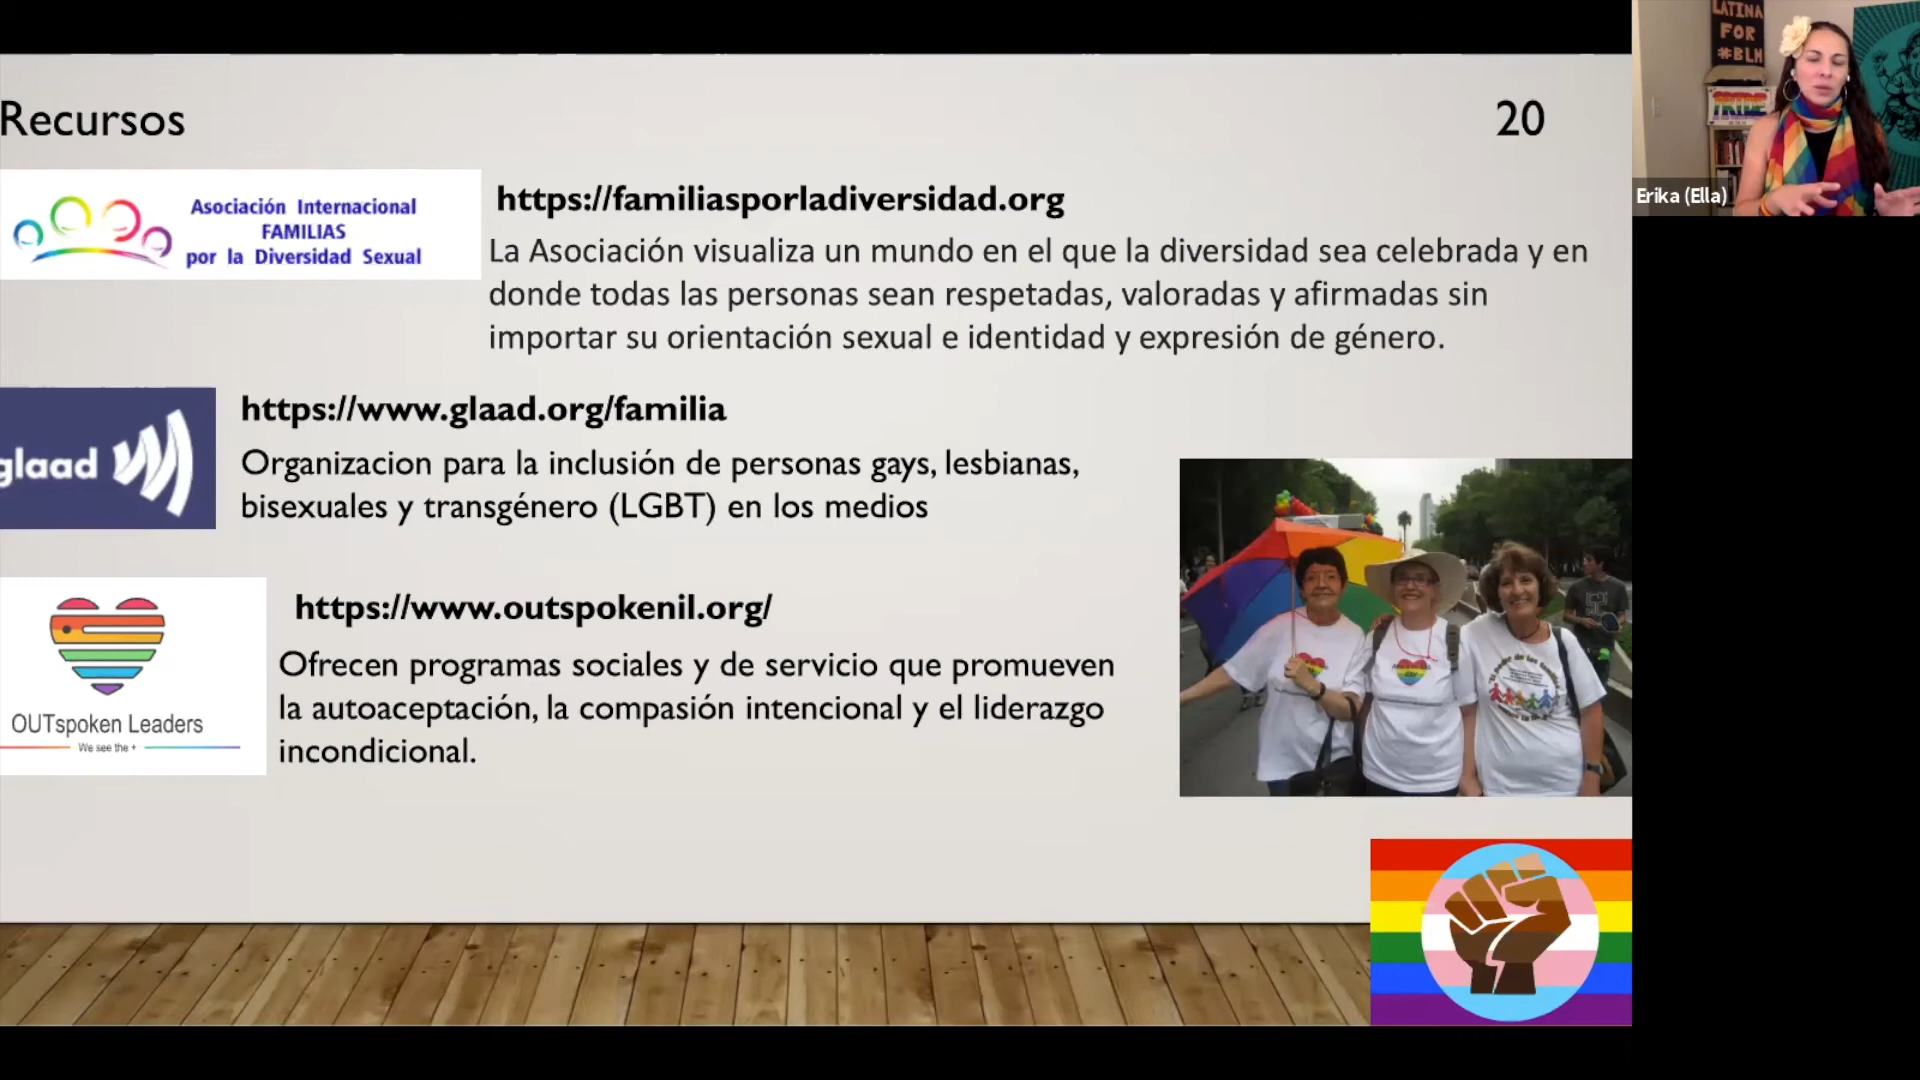 Recursos
20
Asociación Internacional
FAMILIAS
por la Diversidad Sexual
https://familiasporladiversidad.org
La Asociación visualiza un mundo en el que la diversidad sea celebrada y en
donde todas las personas sean respetadas, valoradas y afirmadas sin
importar su orientación sexual e identidad y expresión de género.
glaad
https://www.glaad.org/familia
Organizacion para la inclusión de personas gays, lesbianas,
bisexuales y transgénero (LGBT) en los medios
OUTspoken Leaders
We see the +
https://www.outspokenil.org/
Ofrecen programas sociales y de servicio que promueven
la autoaceptación, la compasión intencional y el liderazgo
incondicional.
LATINA
FOR
#BLM
PRIDE
Erika (Ella)